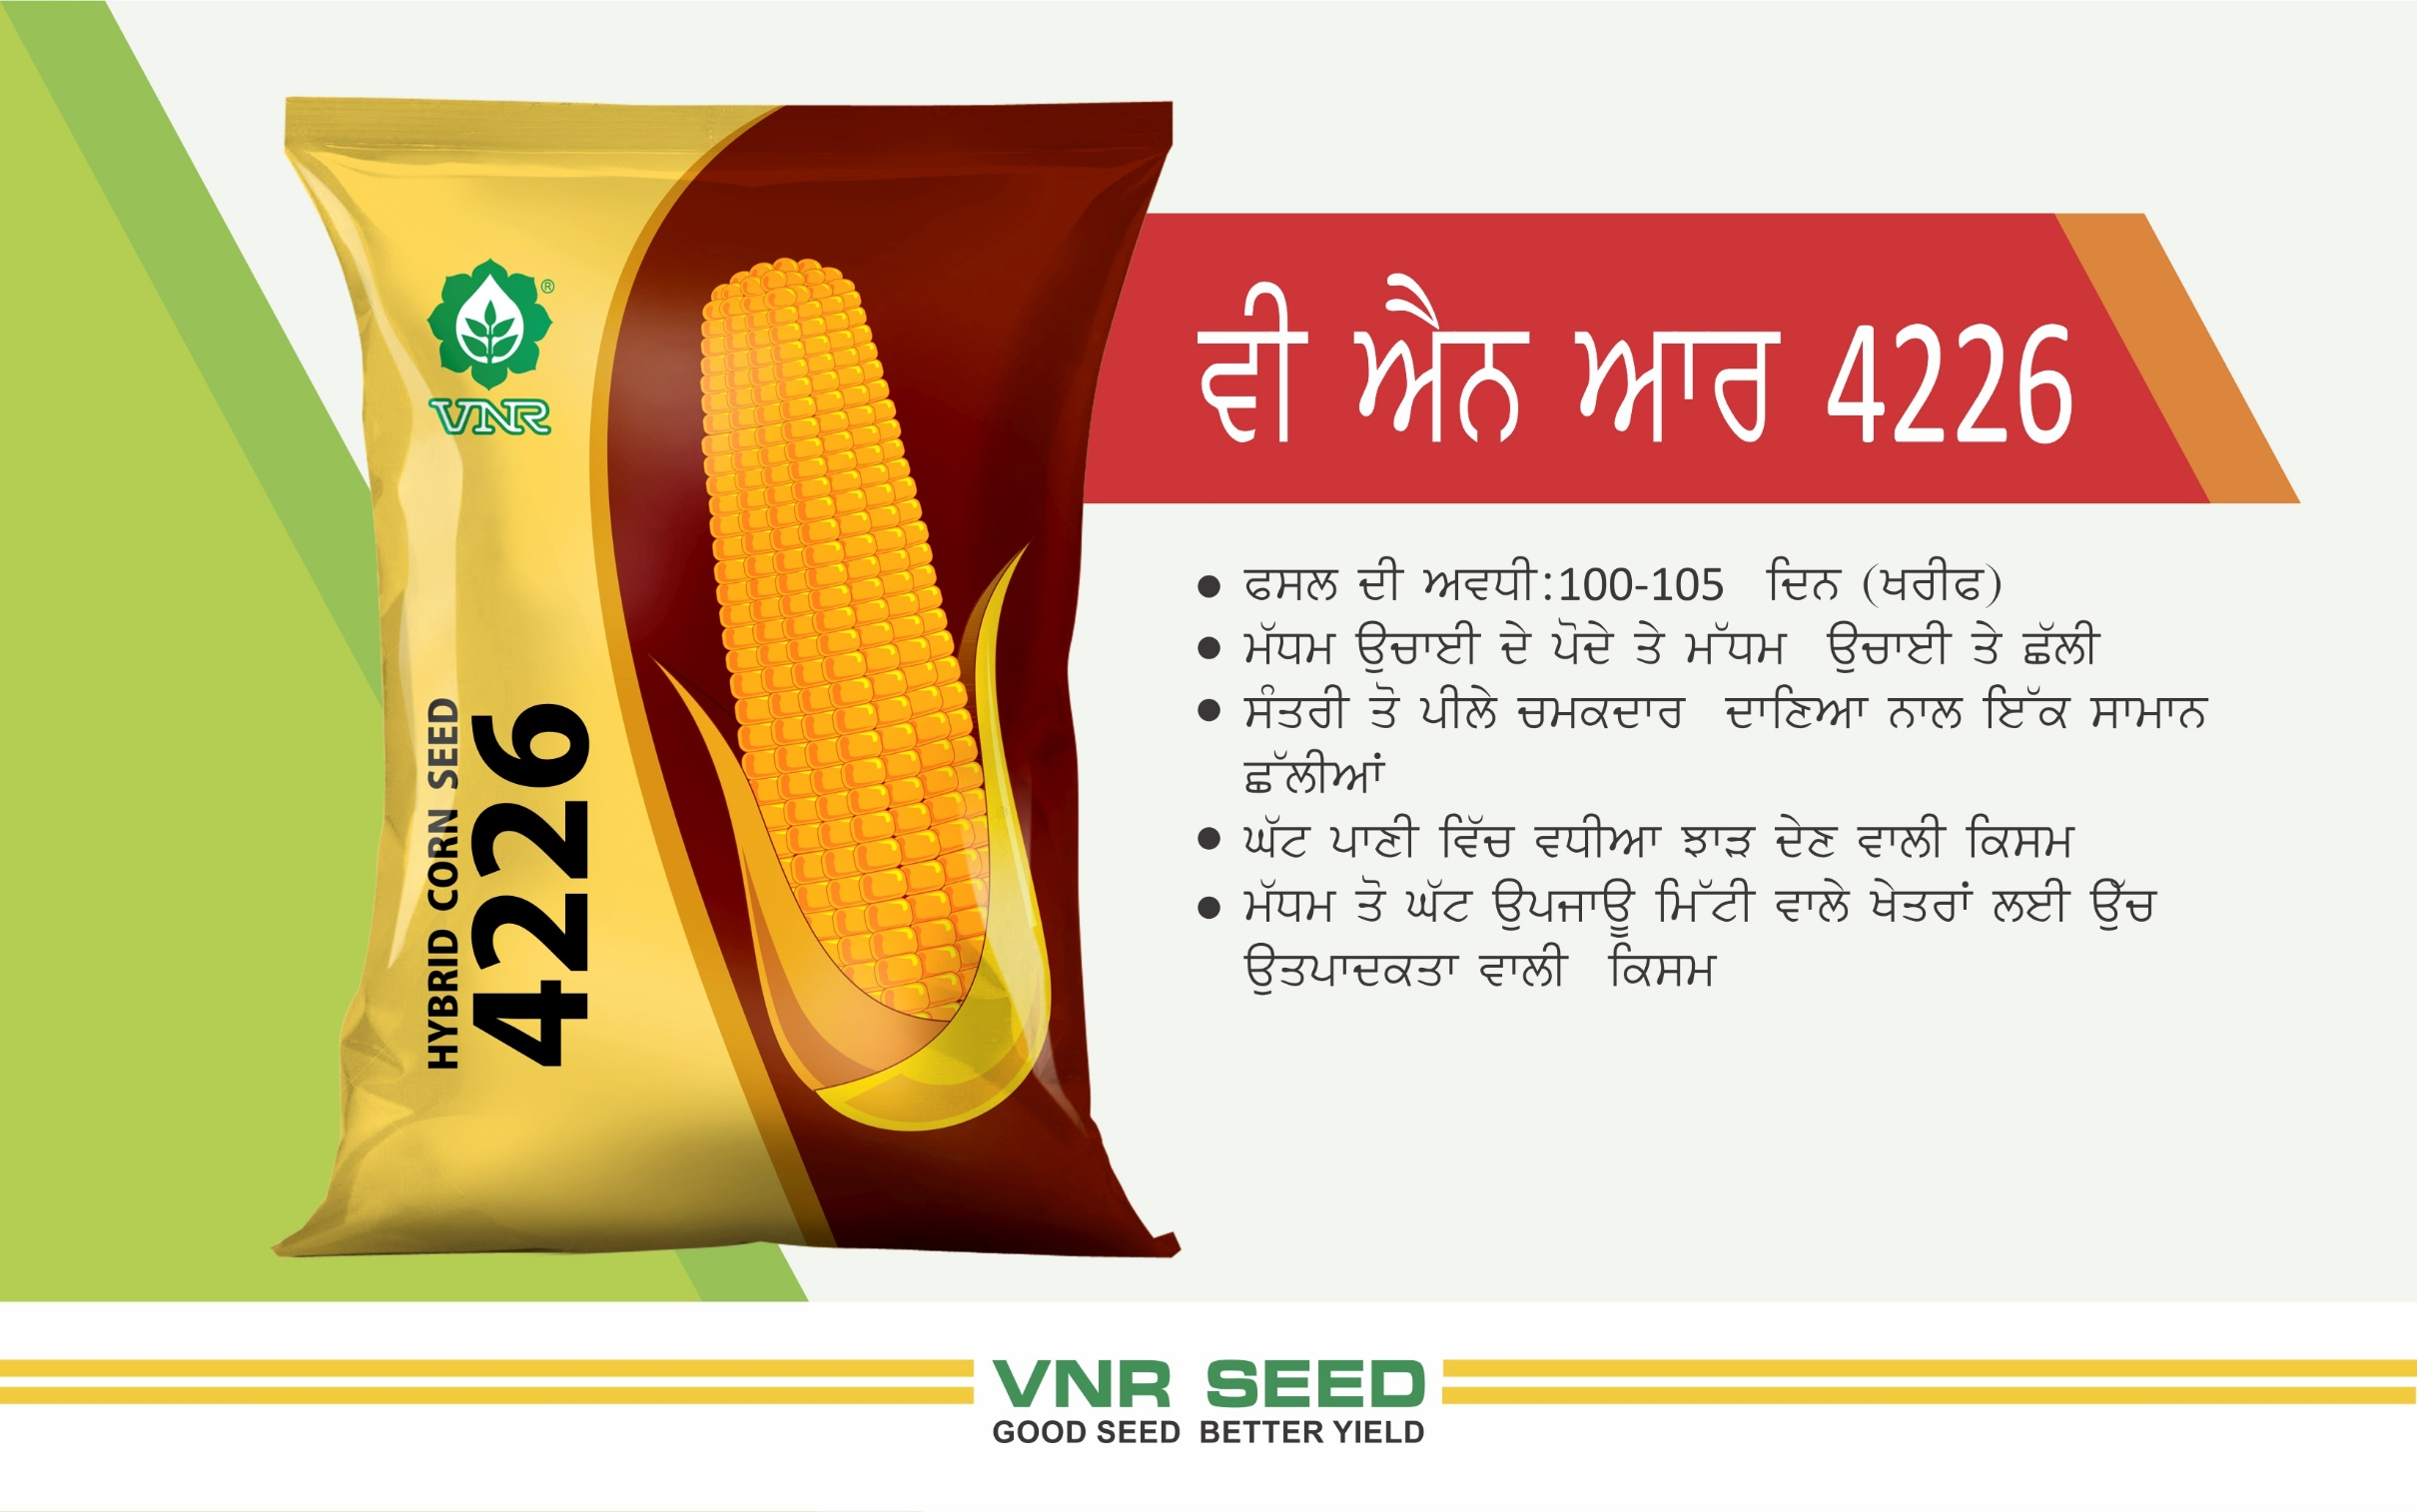 VNR
HYBRID CORN SEED
4226
ਵੀ ਐਨ ਆਰ 4226
● ਫਸਲ ਦੀ ਅਵਧੀ:100-105 ਦਿਨ (ਖਰੀਫ)
● ਮੱਧਮ ਉਚਾਈ ਦੇ ਪੌਦੇ ਤੇ ਮੱਧਮ ਉਚਾਈ ਤੇ ਛੱਲੀ
● ਸੰਤਰੀ ਤੋ ਪੀਲੇ ਚਮਕਦਾਰ ਦਾਣਿਆ ਨਾਲ ਇੱਕ ਸਾਮਾਨ
ਛੱਲੀਆਂ
● ਘੱਟ ਪਾਣੀ ਵਿੱਚ ਵਧੀਆ ਝਾੜ ਦੇਣ ਵਾਲੀ ਕਿਸਮ
● ਮੱਧਮ ਤੋ ਘੱਟ ਉਪਜਾਊ ਮਿੱਟੀ ਵਾਲੇ ਖੇਤਰਾਂ ਲਈ ਉੱਚ
ਉਤਪਾਦਕਤਾ ਵਾਲੀ ਕਿਸਮ
VNR SEED
GOOD SEED BETTER YIELD